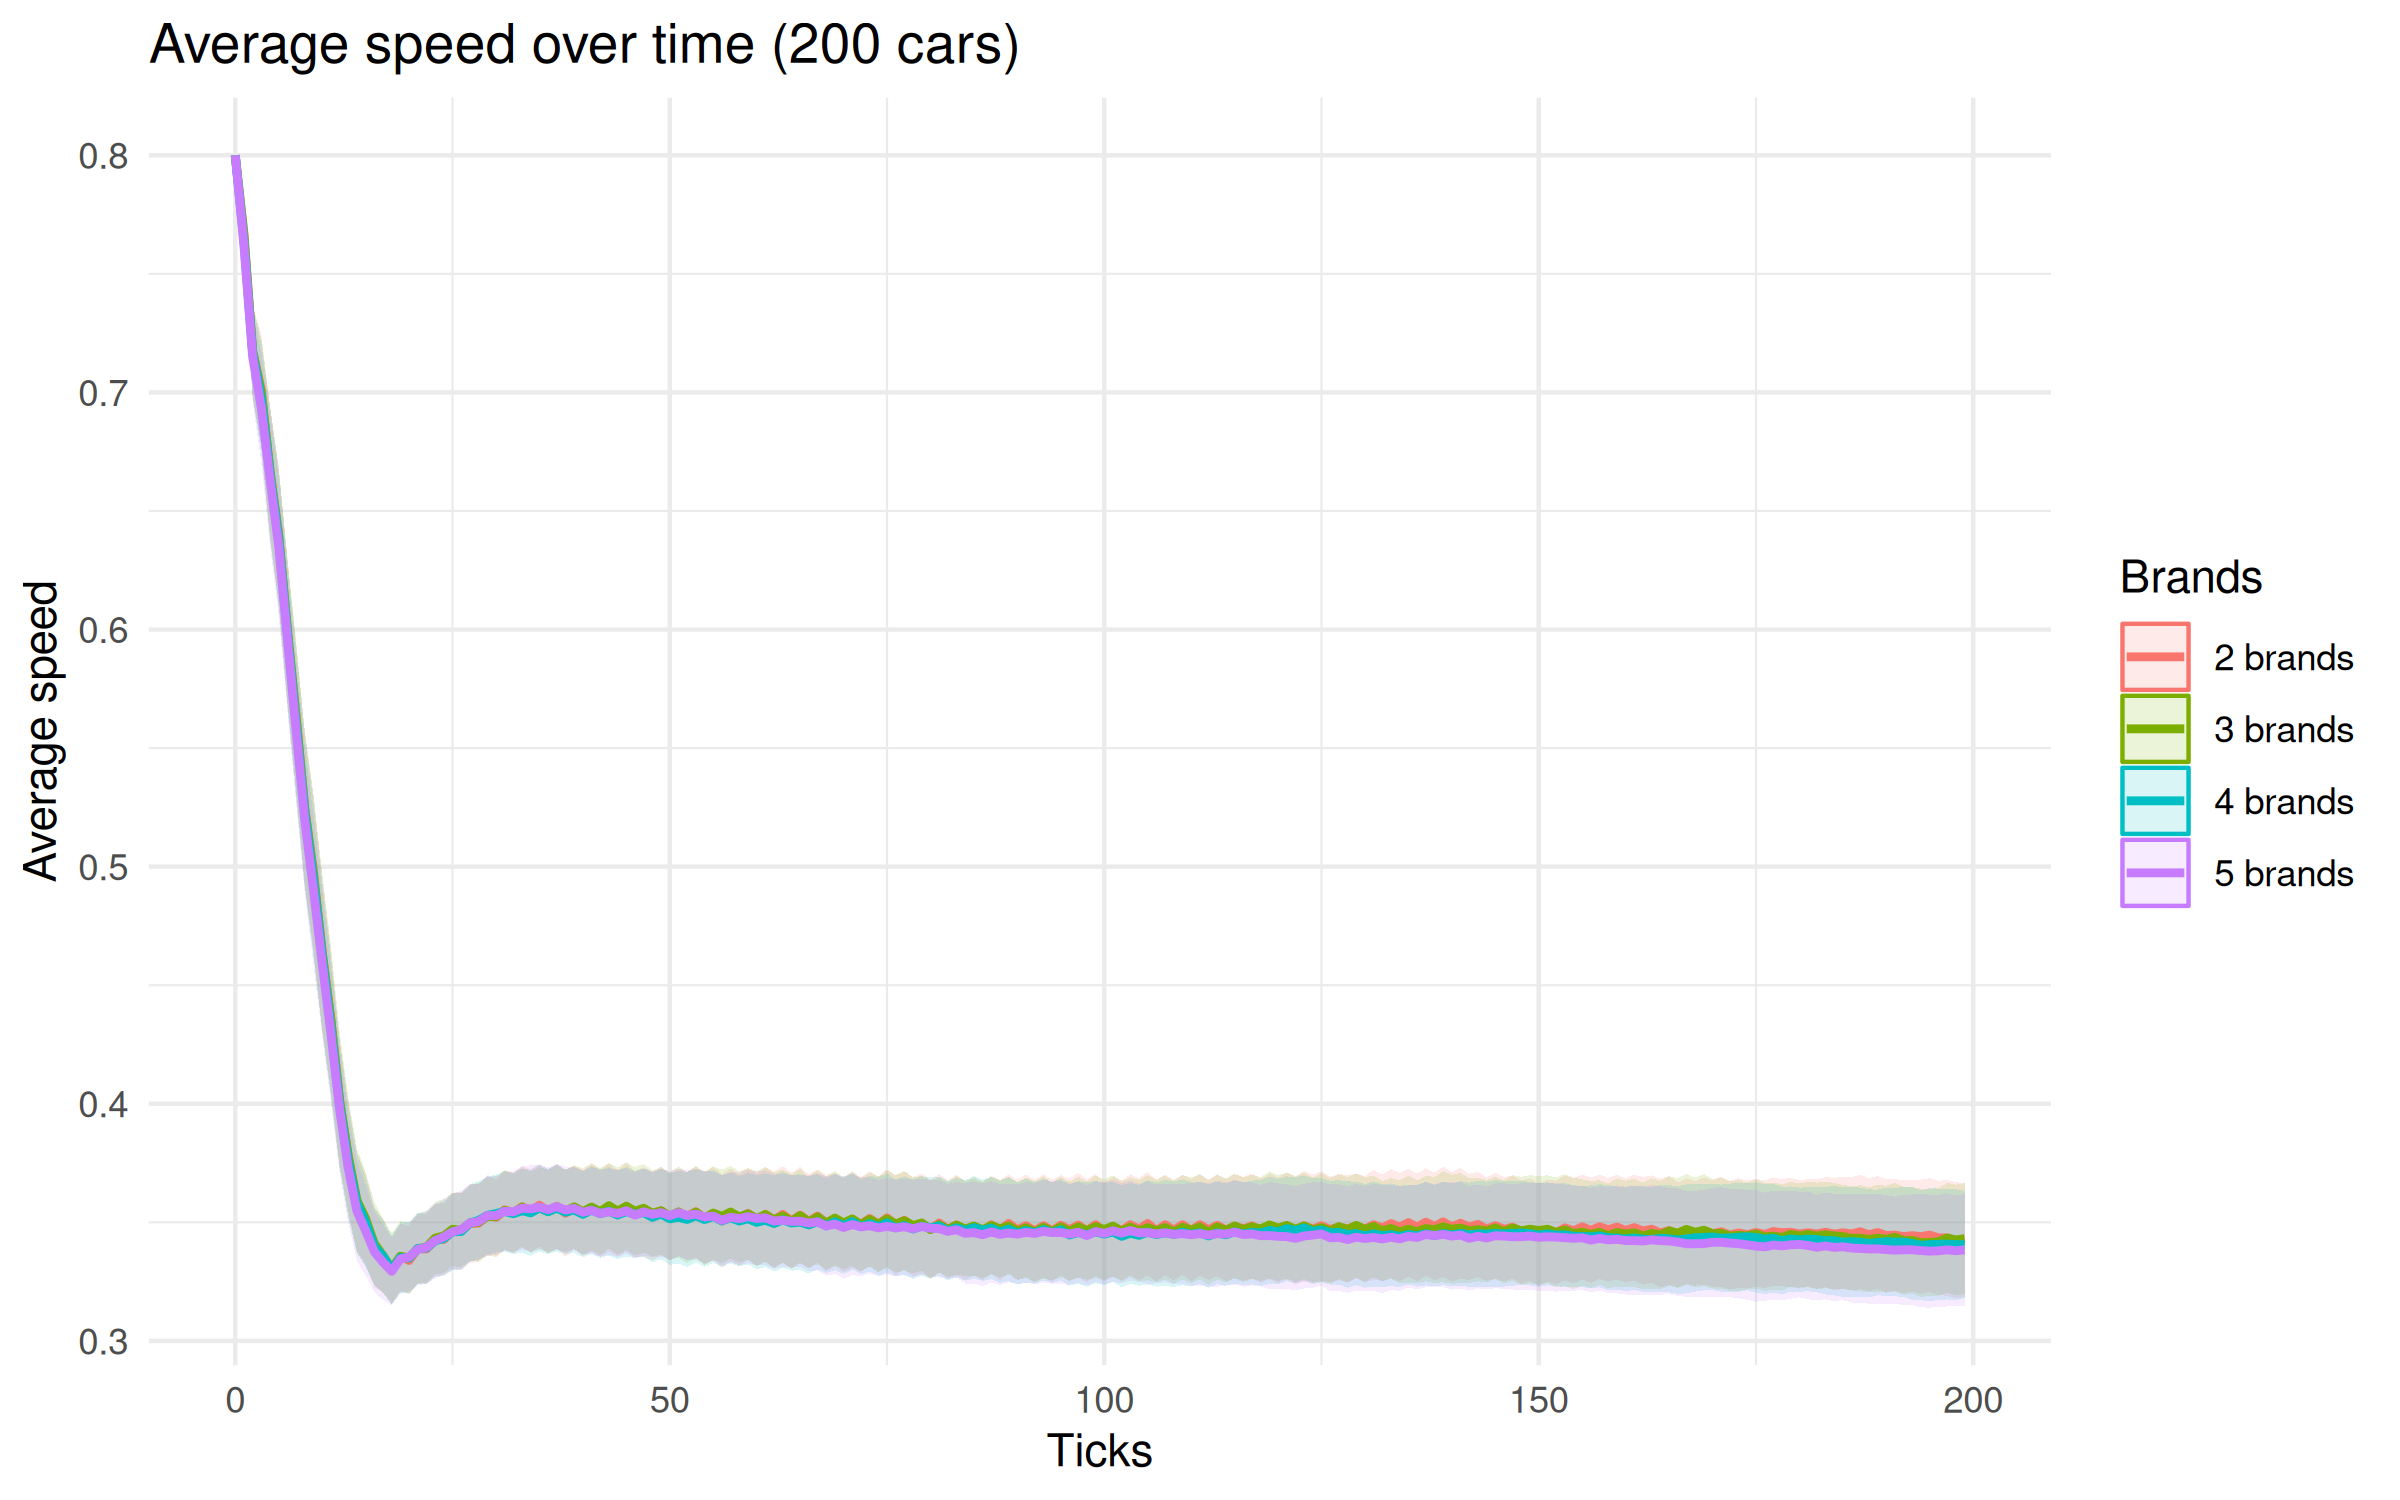 Average speed over time (200 cars)
Average speed
0.8
0.7
0.6
0.5
0.4
0.3
0
50
100
150
200
Ticks
Brands
2 brands
3 brands
4 brands
5 brands